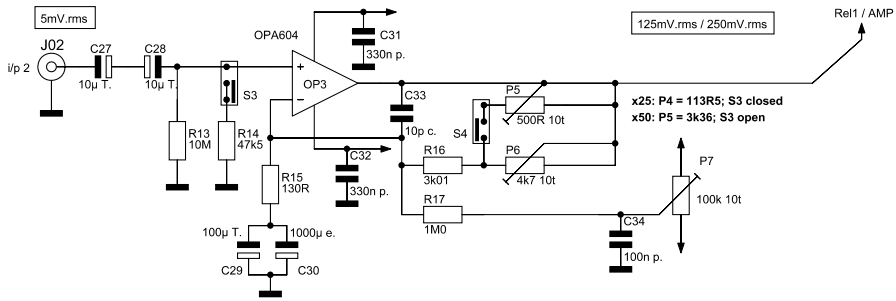 5mV.rms
125mV.rms / 250mV.rms
Rel1 / AMP
J02
i/p 2
C27
10µ T.
C28
10µ T.
S3
OPA604
+
OP3
−
C31
330n p.
C33
10p c.
P5
500R 10t
S4
x25: P4 = 113R5; S3 closed
x50: P5 = 3k36; S3 open
R13
10M
R14
47k5
C32
330n p.
R16
3k01
P6
4k7 10t
P7
100k 10t
R15
130R
R17
1M0
C34
100n p.
100µ T.
1000µ e.
C29
C30